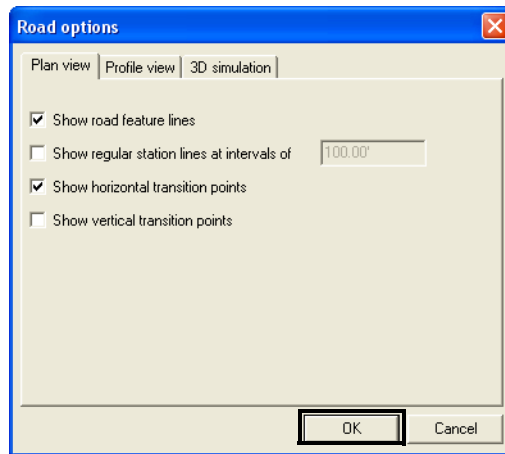 Road options
Plan view Profile view 3D simulation
Show road feature lines
Show regular station lines at intervals of 100.00'
Show horizontal transition points
Show vertical transition points
OK Cancel